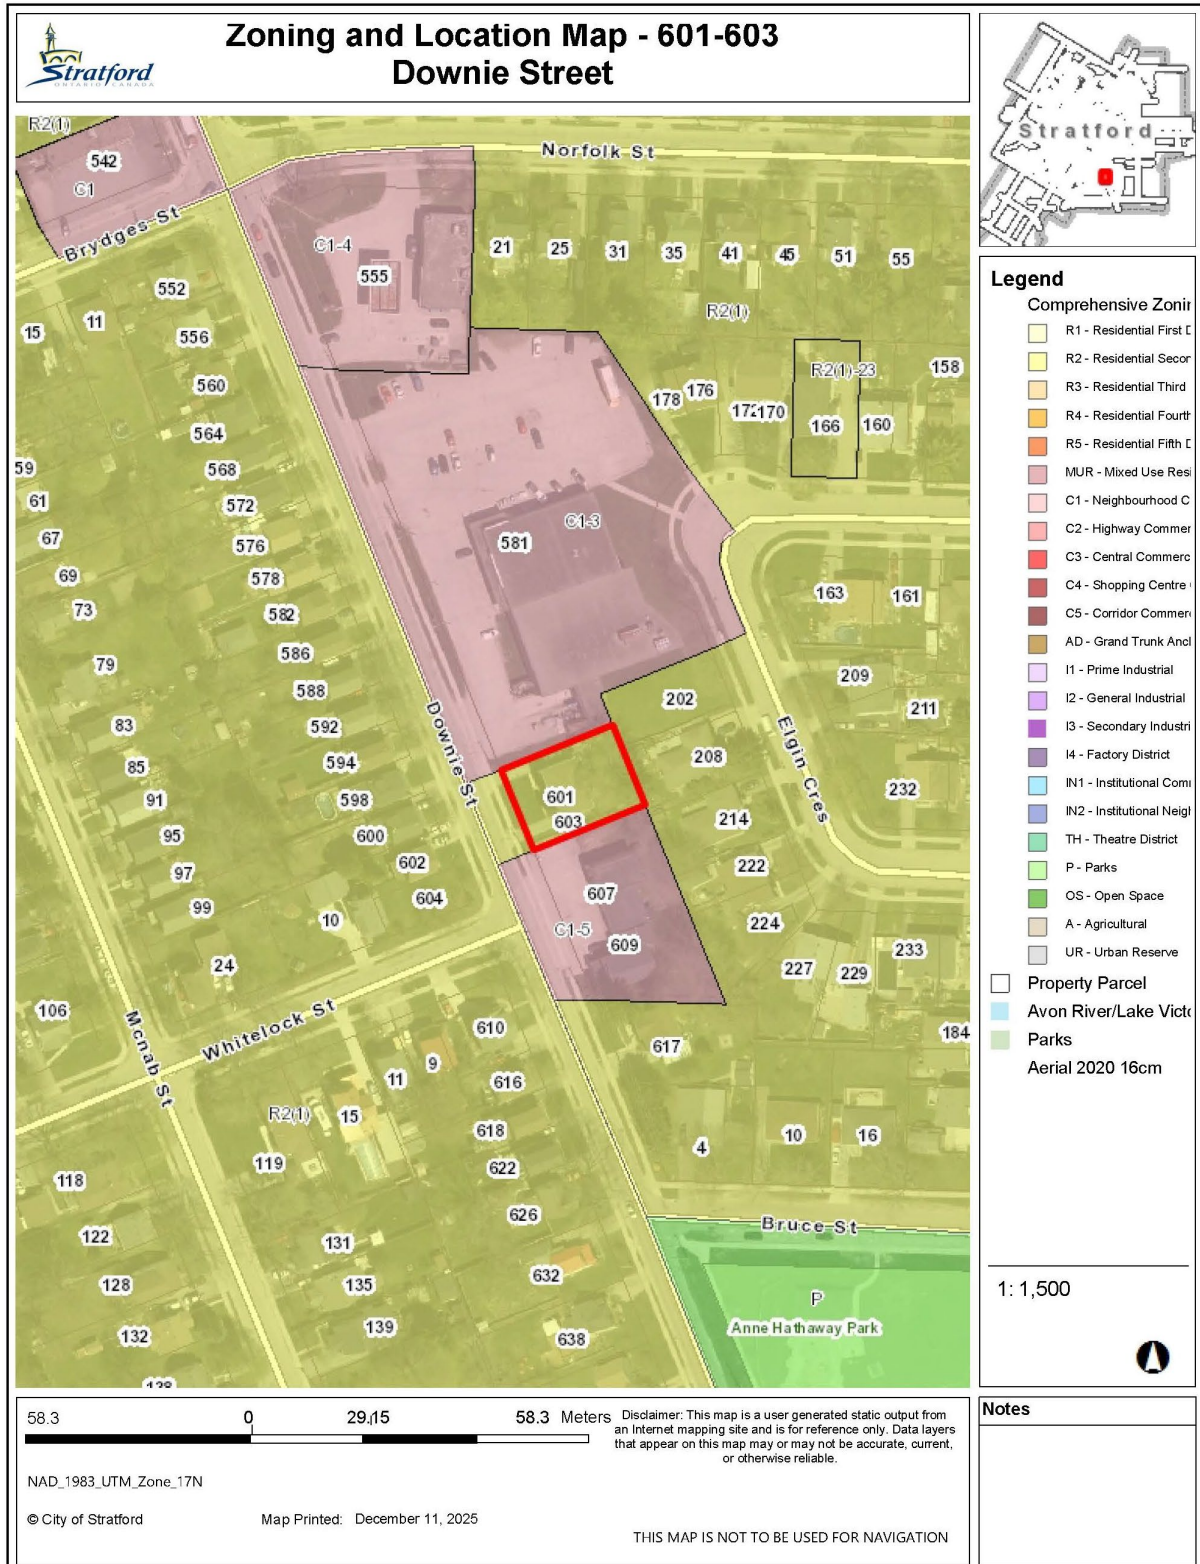 Zoning and Location Map - 601-603
Downie Street
Stratford
ONTARIO CANADA
Stratford
R2(1)
542
C1
Brydges St
Norfolk St
C1-4
555
21
25
31
35
41
45
51
55
R2(1)
552
15
11
556
560
564
568
59
61
572
67
576
69
578
73
582
79
586
588
83
592
85
594
91
598
95
600
97
602
99
604
10
24
106
R2(1)-23
158
178
176
172
170
166
160
C1-3
581
163
161
209
211
202
208
Elgin Cres
232
Downie St
601
603
214
222
607
C1-5
609
224
227
229
233
184
Whitelock St
Mcnab St
610
617
9
11
616
R2(1)
15
618
119
622
118
626
122
131
632
128
135
132
139
638
138
4
10
16
Bruce St
P
Anne Hathaway Park
Legend
Comprehensive Zonin
R1 - Residential First D
R2 - Residential Secon
R3 - Residential Third
R4 - Residential Fourth
R5 - Residential Fifth D
MUR - Mixed Use Resi
C1 - Neighbourhood C
C2 - Highway Commer
C3 - Central Commerc
C4 - Shopping Centre
C5 - Corridor Commer
AD - Grand Trunk Anc
I1 - Prime Industrial
I2 - General Industrial
I3 - Secondary Industri
I4 - Factory District
IN1 - Institutional Com
IN2 - Institutional Neigh
TH - Theatre District
P - Parks
OS - Open Space
A - Agricultural
UR - Urban Reserve
Property Parcel
Avon River/Lake Victo
Parks
Aerial 2020 16cm
1: 1,500
58.3 0 29.15 58.3 Meters
Disclaimer: This map is a user generated static output from
an Internet mapping site and is for reference only. Data layers
that appear on this map may or may not be accurate, current,
or otherwise reliable.
NAD_1983_UTM_Zone_17N
© City of Stratford
Map Printed: December 11, 2025
THIS MAP IS NOT TO BE USED FOR NAVIGATION
Notes